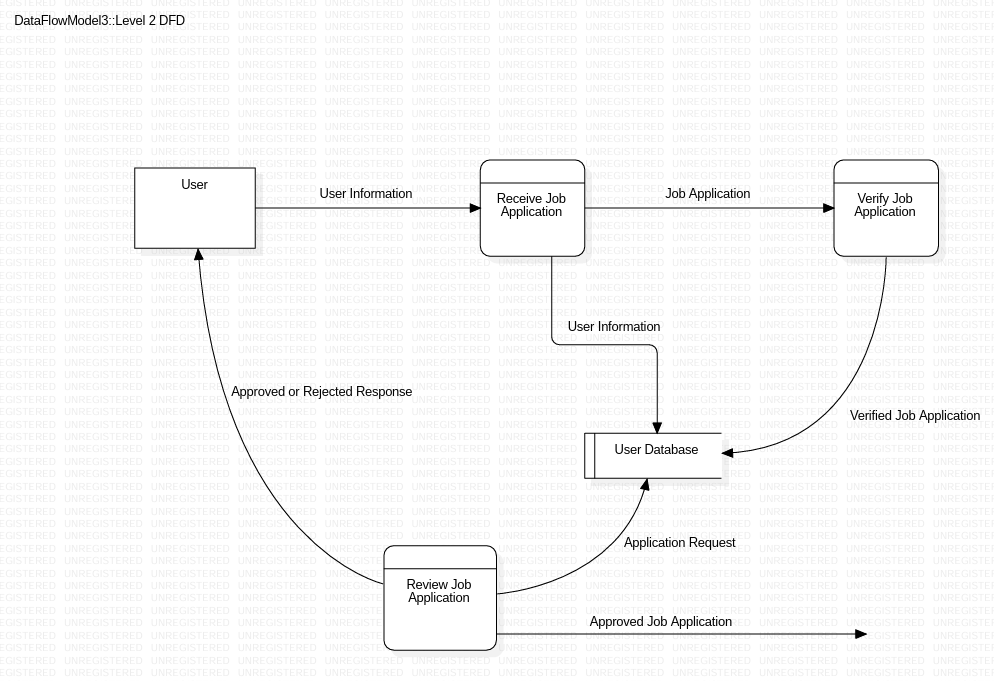 DataFlowModel3::Level 2 DFD
User
User Information
Receive Job
Application
Job Application
Verify Job
Application
User Information
Approved or Rejected Response
Verified Job Application
User Database
Application Request
Review Job
Application
Approved Job Application
UNREGISTERED